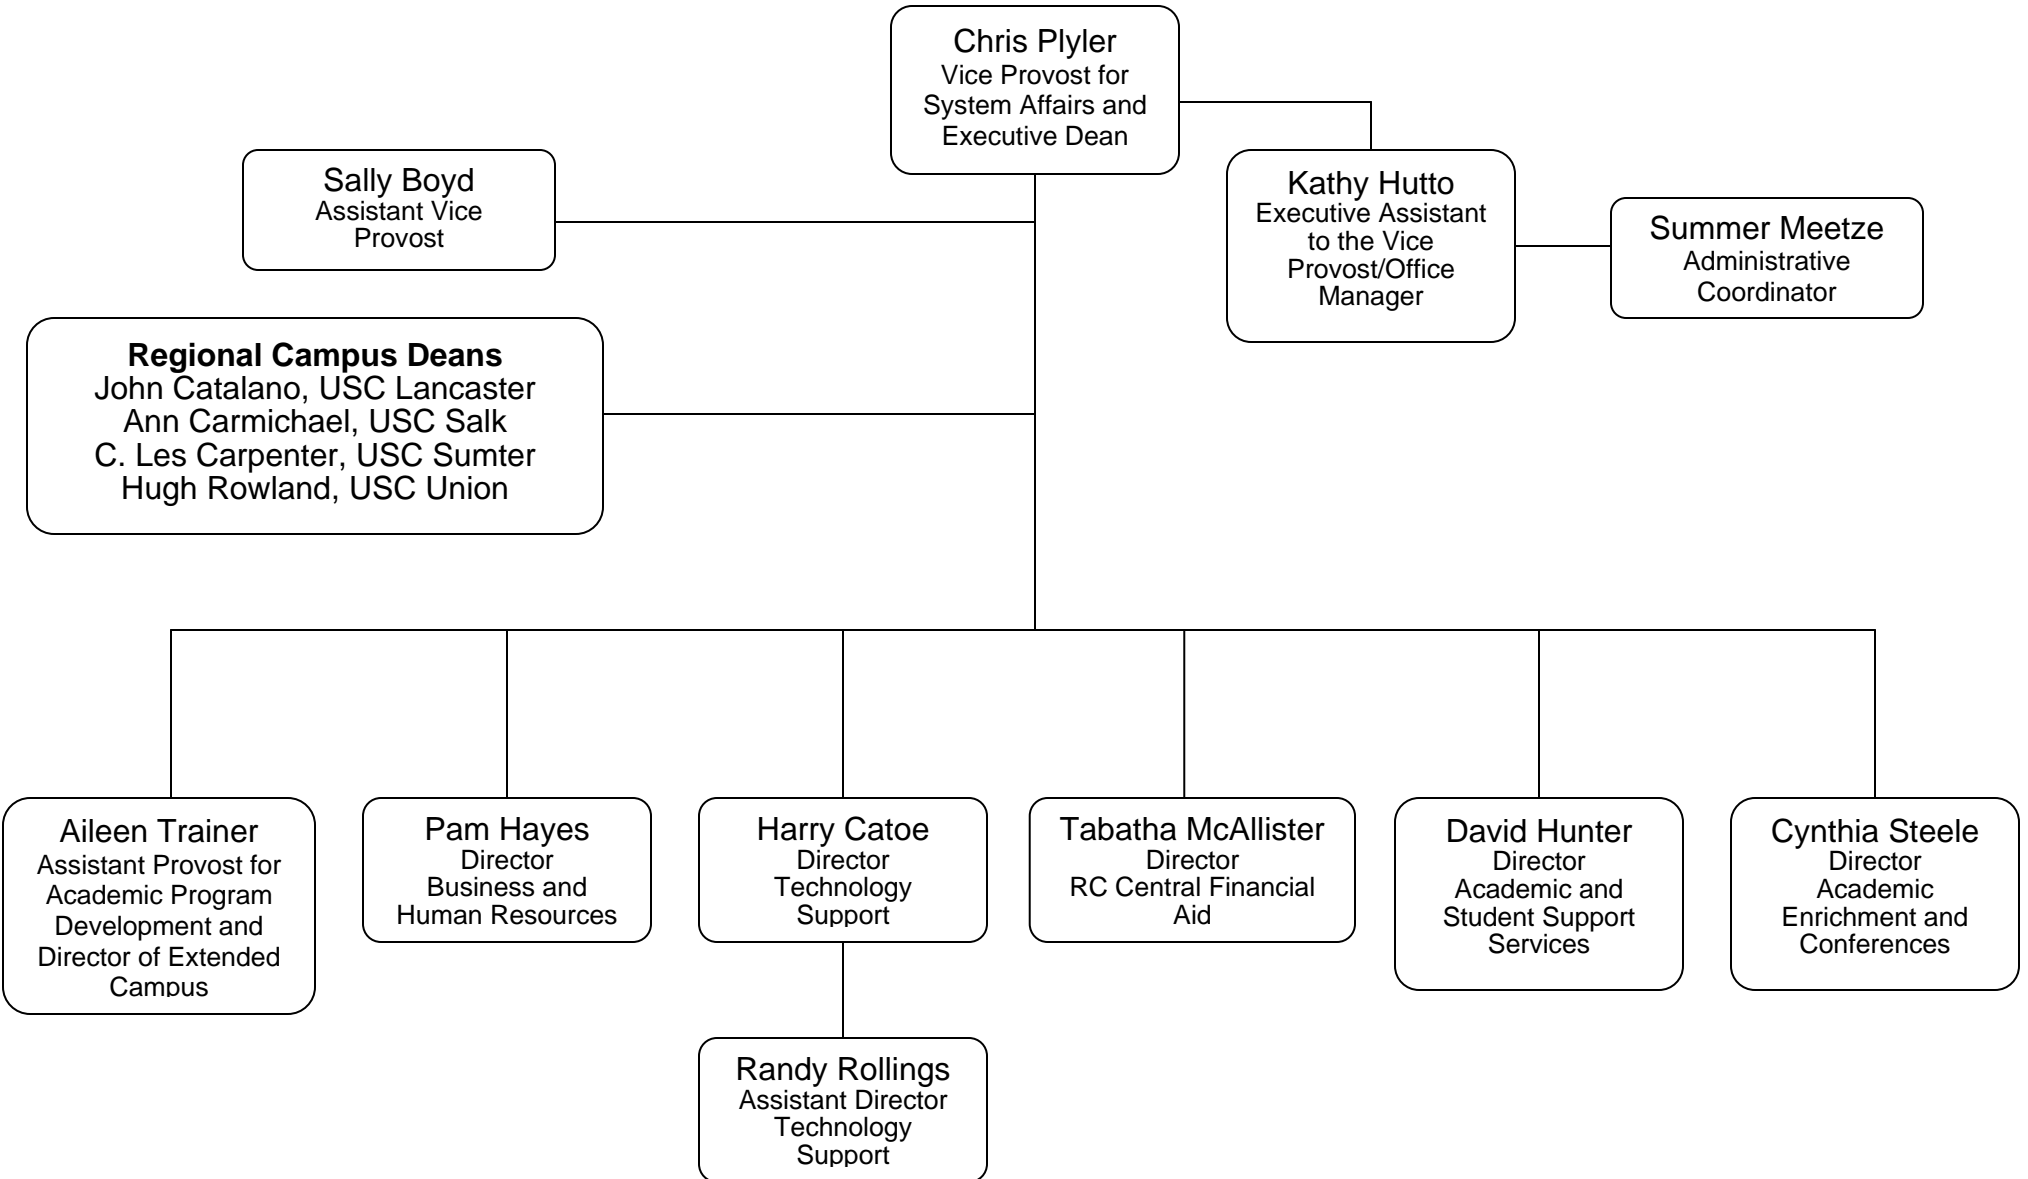 Chris Plyler
Vice Provost for
System Affairs and
Executive Dean
Sally Boyd
Assistant Vice
Provost
Kathy Hutto
Executive Assistant
to the Vice
Provost/Office
Manager
Summer Meetze
Administrative
Coordinator
Regional Campus Deans
John Catalano, USC Lancaster
Ann Carmichael, USC Salk
C. Les Carpenter, USC Sumter
Hugh Rowland, USC Union
Aileen Trainer
Assistant Provost for
Academic Program
Development and
Director of Extended
Campus
Pam Hayes
Director
Business and
Human Resources
Harry Catoe
Director
Technology
Support
Tabatha McAllister
Director
RC Central Financial
Aid
David Hunter
Director
Academic and
Student Support
Services
Cynthia Steele
Director
Academic
Enrichment and
Conferences
Randy Rollings
Assistant Director
Technology
Support